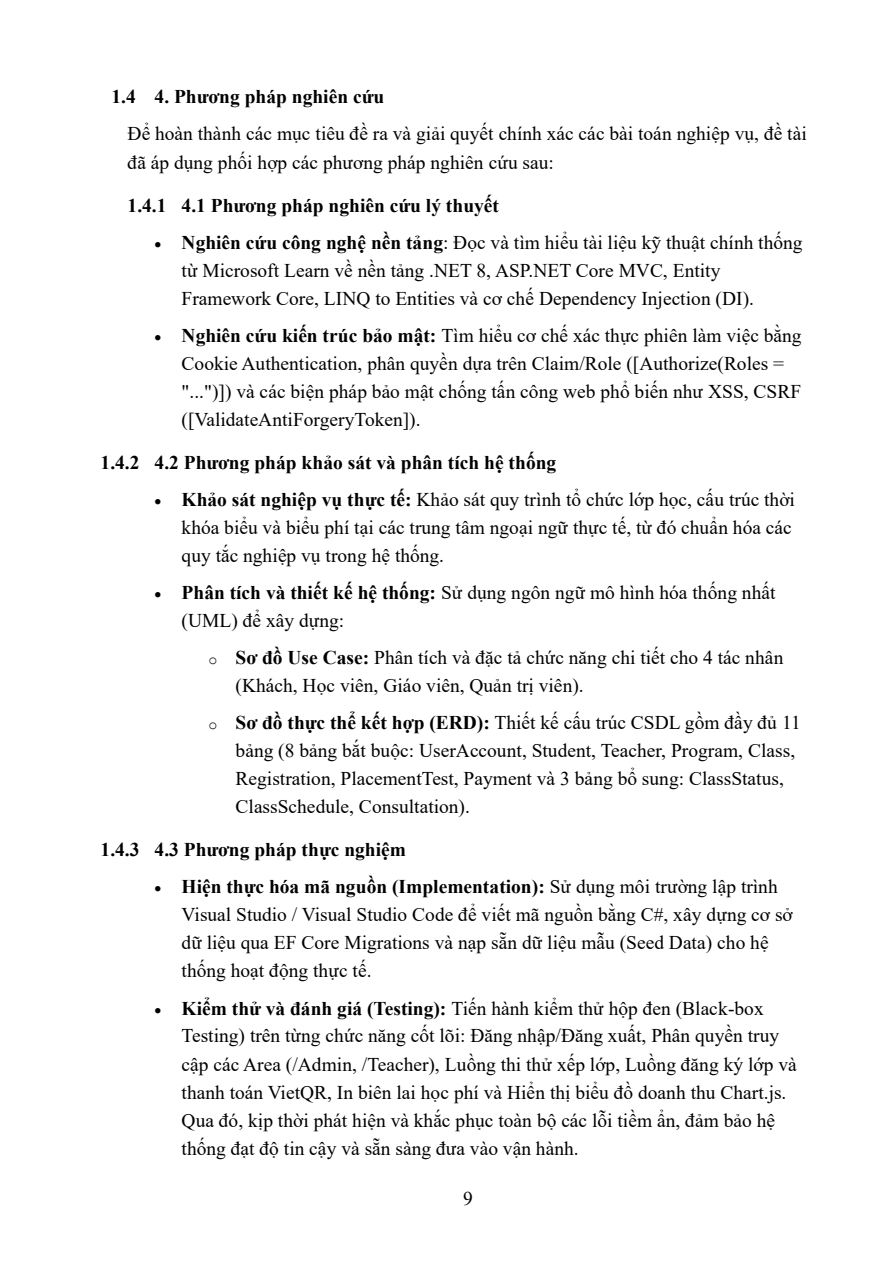 1.4 4. Phương pháp nghiên cứu
Để hoàn thành các mục tiêu đề ra và giải quyết chính xác các bài toán nghiệp vụ, đề tài
đã áp dụng phối hợp các phương pháp nghiên cứu sau:
1.4.1 4.1 Phương pháp nghiên cứu lý thuyết
• Nghiên cứu công nghệ nền tảng: Đọc và tìm hiểu tài liệu kỹ thuật chính thống
từ Microsoft Learn về nền tảng .NET 8, ASP.NET Core MVC, Entity
Framework Core, LINQ to Entities và cơ chế Dependency Injection (DI).
• Nghiên cứu kiến trúc bảo mật: Tìm hiểu cơ chế xác thực phiên làm việc bằng
Cookie Authentication, phân quyền dựa trên Claim/Role ([Authorize(Roles =
"...")]) và các biện pháp bảo mật chống tấn công web phổ biến như XSS, CSRF
([ValidateAntiForgeryToken]).
1.4.2 4.2 Phương pháp khảo sát và phân tích hệ thống
• Khảo sát nghiệp vụ thực tế: Khảo sát quy trình tổ chức lớp học, cấu trúc thời
khóa biểu và biểu phí tại các trung tâm ngoại ngữ thực tế, từ đó chuẩn hóa các
quy tắc nghiệp vụ trong hệ thống.
• Phân tích và thiết kế hệ thống: Sử dụng ngôn ngữ mô hình hóa thống nhất
(UML) để xây dựng:
o Sơ đồ Use Case: Phân tích và đặc tả chức năng chi tiết cho 4 tác nhân
(Khách, Học viên, Giáo viên, Quản trị viên).
o Sơ đồ thực thể kết hợp (ERD): Thiết kế cấu trúc CSDL gồm đầy đủ 11
bảng (8 bảng bắt buộc: UserAccount, Student, Teacher, Program, Class,
Registration, PlacementTest, Payment và 3 bảng bổ sung: ClassStatus,
ClassSchedule, Consultation).
1.4.3 4.3 Phương pháp thực nghiệm
• Hiện thực hóa mã nguồn (Implementation): Sử dụng môi trường lập trình
Visual Studio / Visual Studio Code để viết mã nguồn bằng C#, xây dựng cơ sở
dữ liệu qua EF Core Migrations và nạp sẵn dữ liệu mẫu (Seed Data) cho hệ
thống hoạt động thực tế.
• Kiểm thử và đánh giá (Testing): Tiến hành kiểm thử hộp đen (Black-box
Testing) trên từng chức năng cốt lõi: Đăng nhập/Đăng xuất, Phân quyền truy
cập các Area (/Admin, /Teacher), Luồng thi thử xếp lớp, Luồng đăng ký lớp và
thanh toán VietQR, In biên lai học phí và Hiển thị biểu đồ doanh thu Chart.js.
Qua đó, kịp thời phát hiện và khắc phục toàn bộ các lỗi tiềm ẩn, đảm bảo hệ
thống đạt độ tin cậy và sẵn sàng đưa vào vận hành.
9